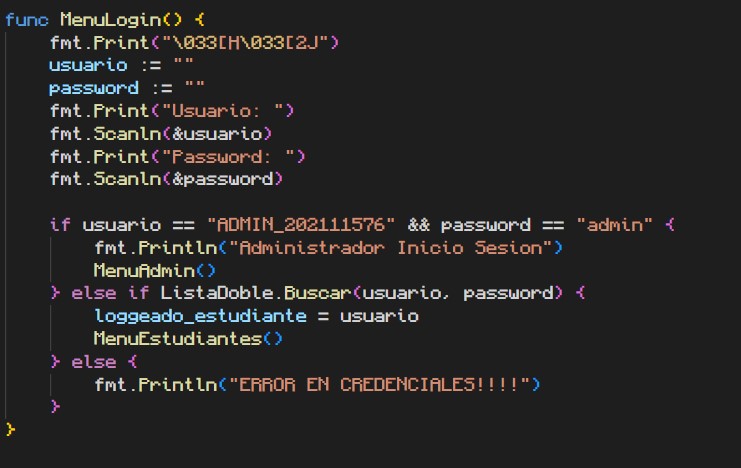 func MenuLogin() {
    fmt.Print("\033[H\033[2J")
    usuario := ""
    password := ""
    fmt.Print("Usuario: ")
    fmt.Scanln(&usuario)
    fmt.Print("Password: ")
    fmt.Scanln(&password)

    if usuario == "ADMIN_202111576" && password == "admin" {
        fmt.Println("Administrador Inicio Sesion")
        MenuAdmin()
    } else if ListaDoble.Buscar(usuario, password) {
        loggeado_estudiante = usuario
        MenuEstudiantes()
    } else {
        fmt.Println("ERROR EN CREDENCIALES!!!!")
    }
}